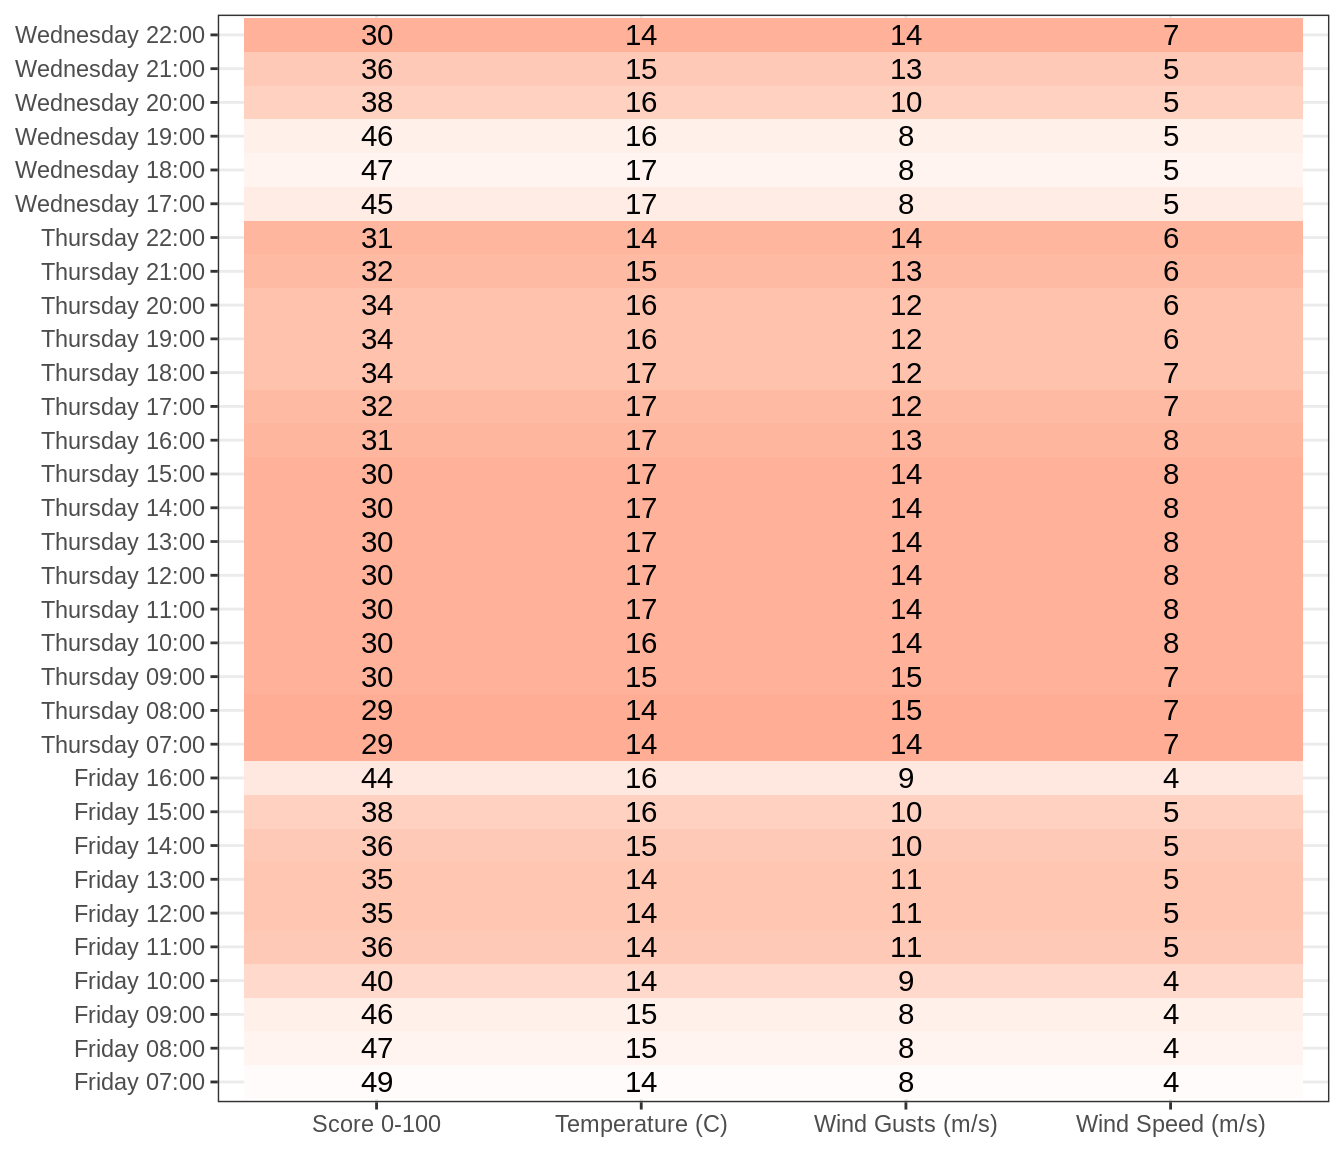 Wednesday 22:00 30 14 14 7
Wednesday 21:00 36 15 13 5
Wednesday 20:00 38 16 10 5
Wednesday 19:00 46 16 8 5
Wednesday 18:00 47 17 8 5
Wednesday 17:00 45 17 8 5
Thursday 22:00 31 14 14 6
Thursday 21:00 32 15 13 6
Thursday 20:00 34 16 12 6
Thursday 19:00 34 16 12 6
Thursday 18:00 34 17 12 7
Thursday 17:00 32 17 12 7
Thursday 16:00 31 17 13 8
Thursday 15:00 30 17 14 8
Thursday 14:00 30 17 14 8
Thursday 13:00 30 17 14 8
Thursday 12:00 30 17 14 8
Thursday 11:00 30 17 14 8
Thursday 10:00 30 16 14 8
Thursday 09:00 30 15 15 7
Thursday 08:00 29 14 15 7
Thursday 07:00 29 14 14 7
Friday 16:00 44 16 9 4
Friday 15:00 38 16 10 5
Friday 14:00 36 15 10 5
Friday 13:00 35 14 11 5
Friday 12:00 35 14 11 5
Friday 11:00 36 14 11 5
Friday 10:00 40 14 9 4
Friday 09:00 46 15 8 4
Friday 08:00 47 15 8 4
Friday 07:00 49 14 8 4
Score 0-100 Temperature (C) Wind Gusts (m/s) Wind Speed (m/s)